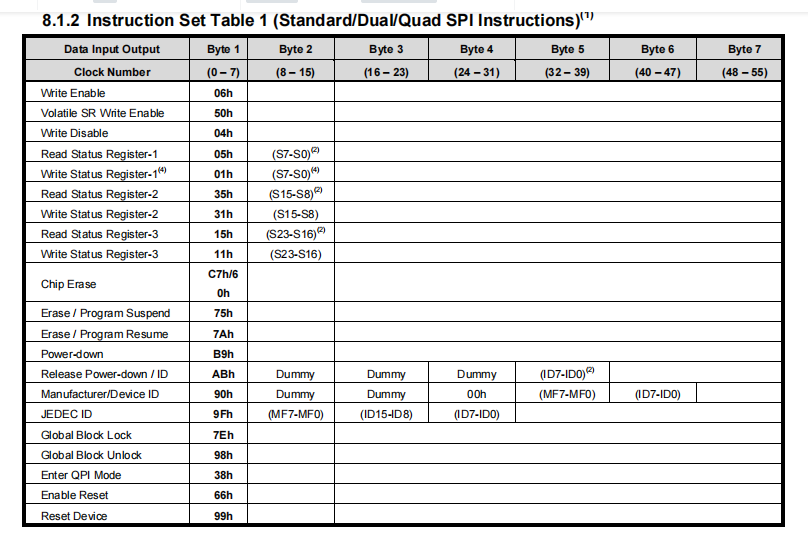 8.1.2 Instruction Set Table 1 (Standard/Dual/Quad SPI Instructions)(1)
Data Input Output Byte 1 Byte 2 Byte 3 Byte 4 Byte 5 Byte 6 Byte 7
Clock Number (0 – 7) (8 – 15) (16 – 23) (24 – 31) (32 – 39) (40 – 47) (48 – 55)
Write Enable 06h
Volatile SR Write Enable 50h
Write Disable 04h
Read Status Register-1 05h (S7-S0)(2)
Write Status Register-1(4) 01h (S7-S0)(4)
Read Status Register-2 35h (S15-S8)(2)
Write Status Register-2 31h (S15-S8)
Read Status Register-3 15h (S23-S16)(2)
Write Status Register-3 11h (S23-S16)
Chip Erase C7h/6
0h
Erase / Program Suspend 75h
Erase / Program Resume 7Ah
Power-down B9h
Release Power-down / ID ABh Dummy Dummy Dummy (ID7-ID0)(2)
Manufacturer/Device ID 90h Dummy Dummy 00h (MF7-MF0) (ID7-ID0)
JEDEC ID 9Fh (MF7-MF0) (ID15-ID8) (ID7-ID0)
Global Block Lock 7Eh
Global Block Unlock 98h
Enter QPI Mode 38h
Enable Reset 66h
Reset Device 99h